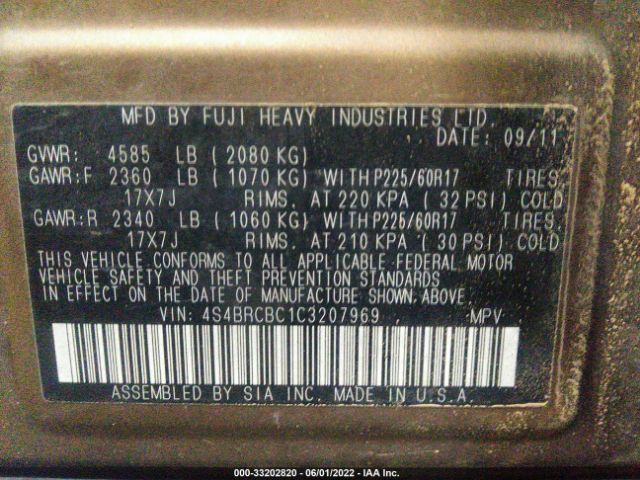 MFD BY FUJI HEAVY INDUSTRIES LTD.
DATE: 09/11
GVWR: 4585 LB ( 2080 KG)
GAWR:F 2360 LB ( 1070 KG) WITH P225/60R17 TIRES,
17X7J RIMS, AT 220 KPA ( 32 PSI) COLD
GAWR:R 2340 LB ( 1060 KG) WITH P225/60R17 TIRES,
17X7J RIMS, AT 210 KPA ( 30 PSI) COLD
THIS VEHICLE CONFORMS TO ALL APPLICABLE FEDERAL MOTOR
VEHICLE SAFETY AND THEFT PREVENTION STANDARDS
IN EFFECT ON THE DATE OF MANUFACTURE SHOWN ABOVE.
VIN: 4S4BRCBC1C3207969 MPV
ASSEMBLED BY SIA INC. MADE IN U.S.A.
000-33202820 - 06/01/2022 - IAA Inc.